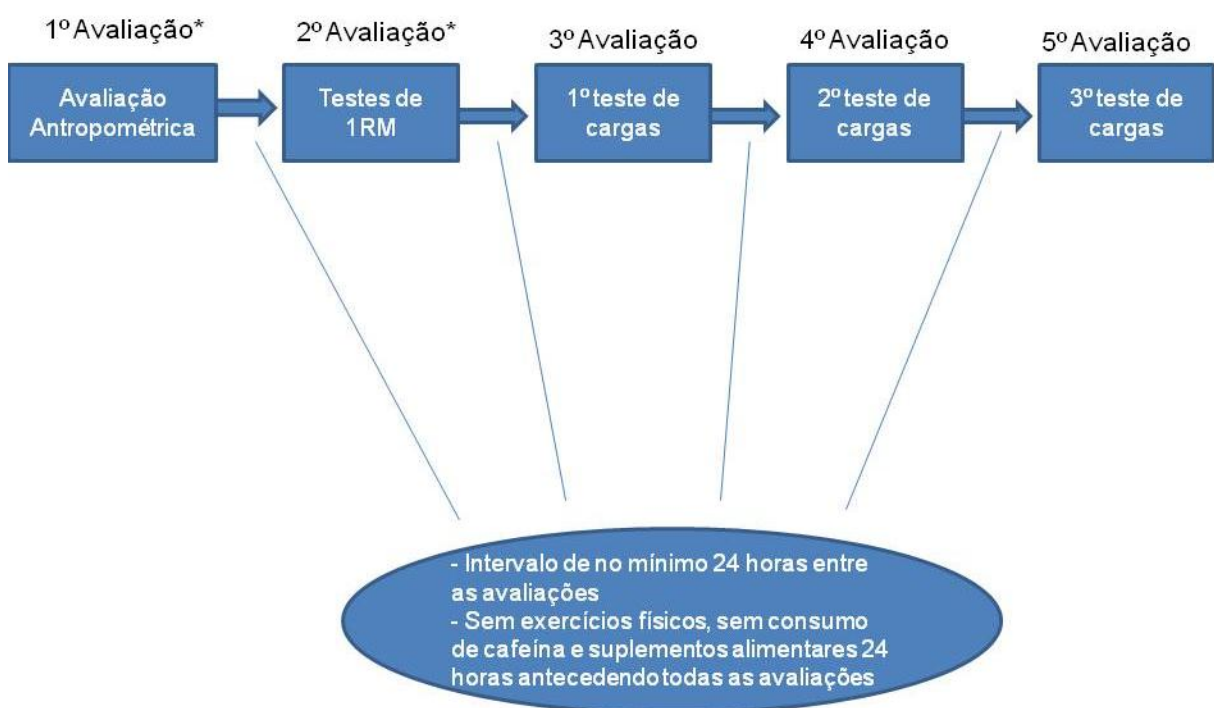 1º Avaliação*
2º Avaliação*
3º Avaliação
4º Avaliação
5º Avaliação
Avaliação
Antropométrica
Testes de
1RM
1º teste de
cargas
2º teste de
cargas
3º teste de
cargas
- Intervalo de no mínimo 24 horas entre
as avaliações
- Sem exercícios físicos, sem consumo
de cafeína e suplementos alimentares 24
horas antecedendo todas as avaliações